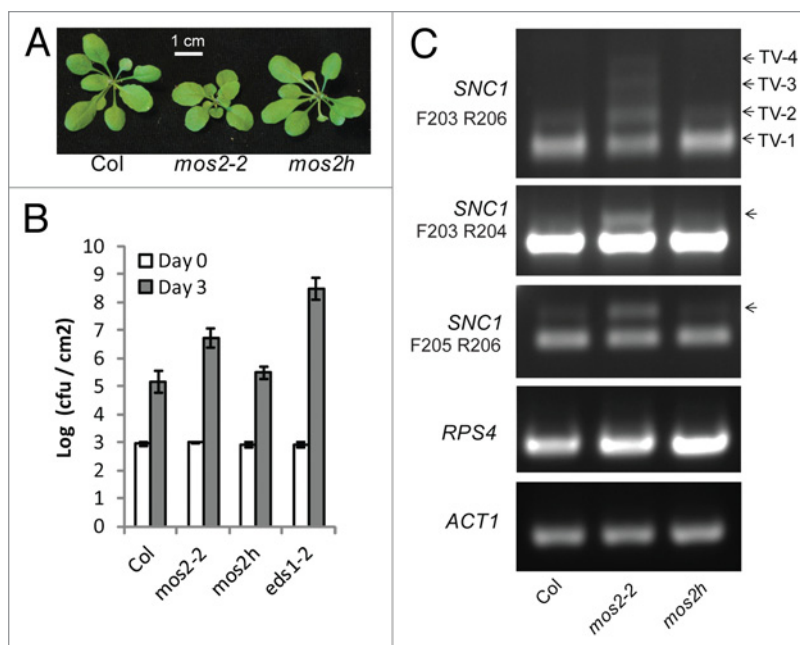 A
1 cm
Col
mos2-2
mos2h
B
Log (cfu / cm2)
10
9
8
7
6
5
4
3
2
1
0
Day 0
Day 3
Col
mos2-2
mos2h
eds1-2
C
SNC1
F203 R206
TV-4
TV-3
TV-2
TV-1
SNC1
F203 R204
SNC1
F205 R206
RPS4
ACT1
Col
mos2-2
mos2h